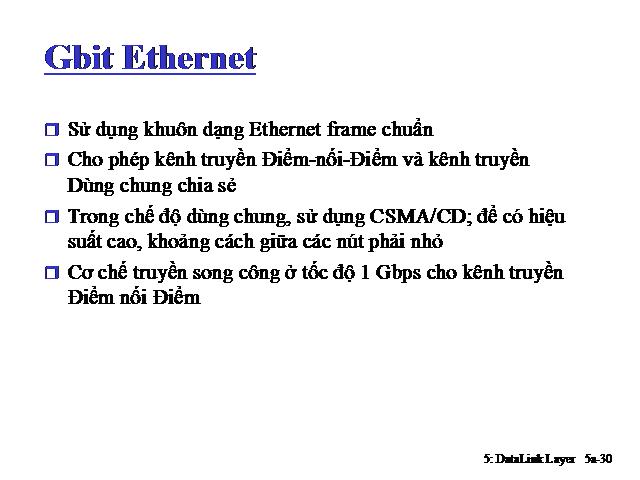 Gbit Ethernet
Sử dụng khuôn dạng Ethernet frame chuẩn
Cho phép kênh truyền Điểm-nối-Điểm và kênh truyền
Dùng chung chia sẻ
Trong chế độ dùng chung, sử dụng CSMA/CD; để có hiệu
suất cao, khoảng cách giữa các nút phải nhỏ
Cơ chế truyền song công ở tốc độ 1 Gbps cho kênh truyền
Điểm nối Điểm
5: DataLink Layer 5a-30